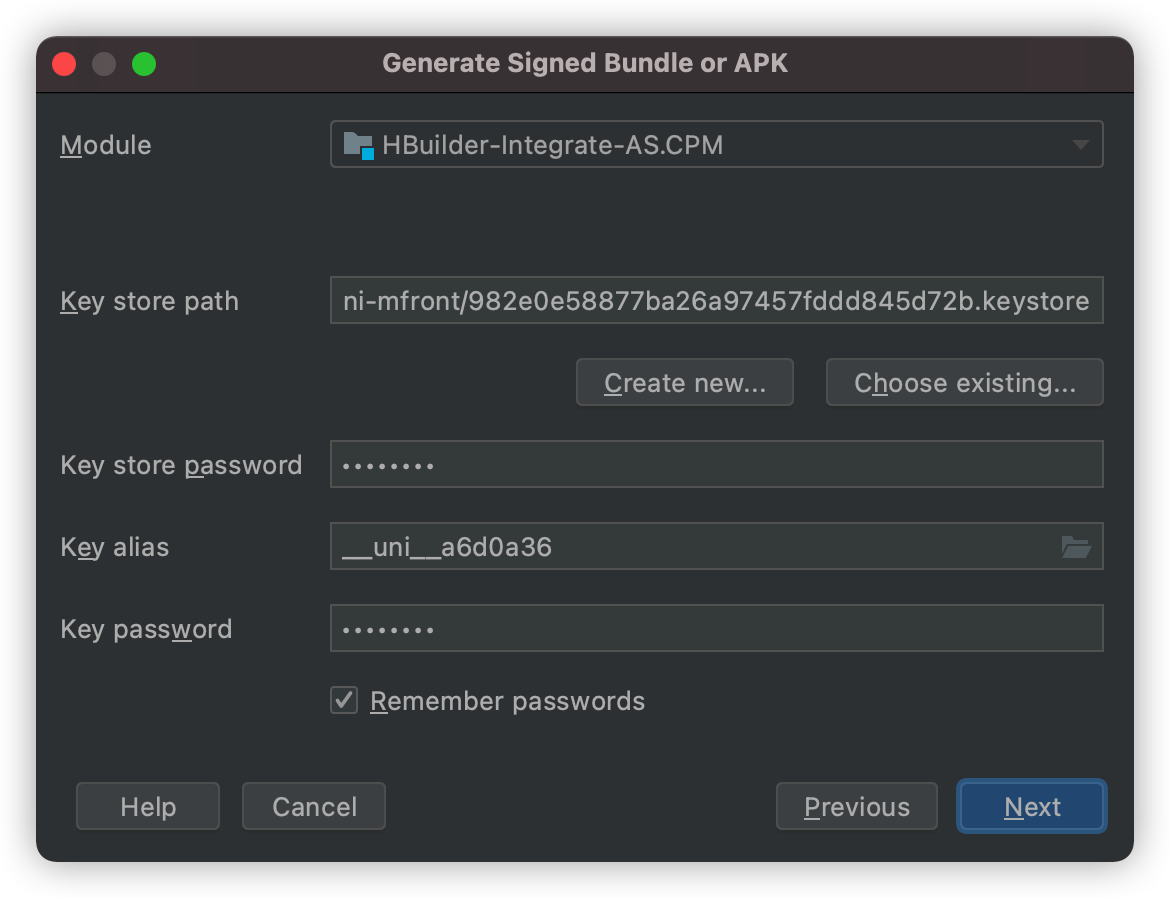 Generate Signed Bundle or APK
Module HBuilder-Integrate-AS.CPM
Key store path ni-mfront/982e0e58877ba26a97457fddd845d72b.keystore
Create new... Choose existing...
Key store password ••••••••
Key alias __uni__a6d0a36
Key password ••••••••
Remember passwords
Help Cancel Previous Next